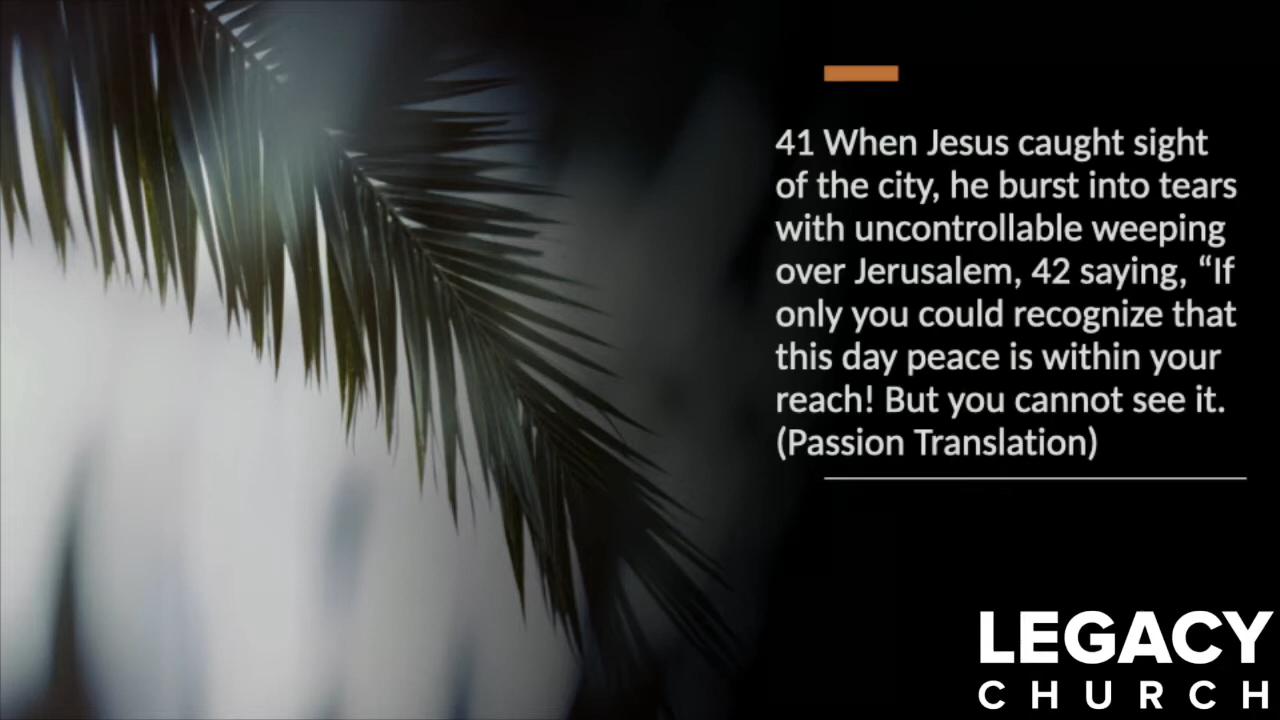 41 When Jesus caught sight
of the city, he burst into tears
with uncontrollable weeping
over Jerusalem, 42 saying, “If
only you could recognize that
this day peace is within your
reach! But you cannot see it.
(Passion Translation)
LEGACY
CHURCH